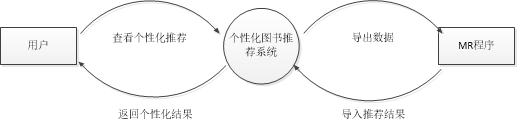 查看个性化推荐
导出数据
用户
个性化图书推
荐系统
MR程序
返回个性化结果
导入推荐结果